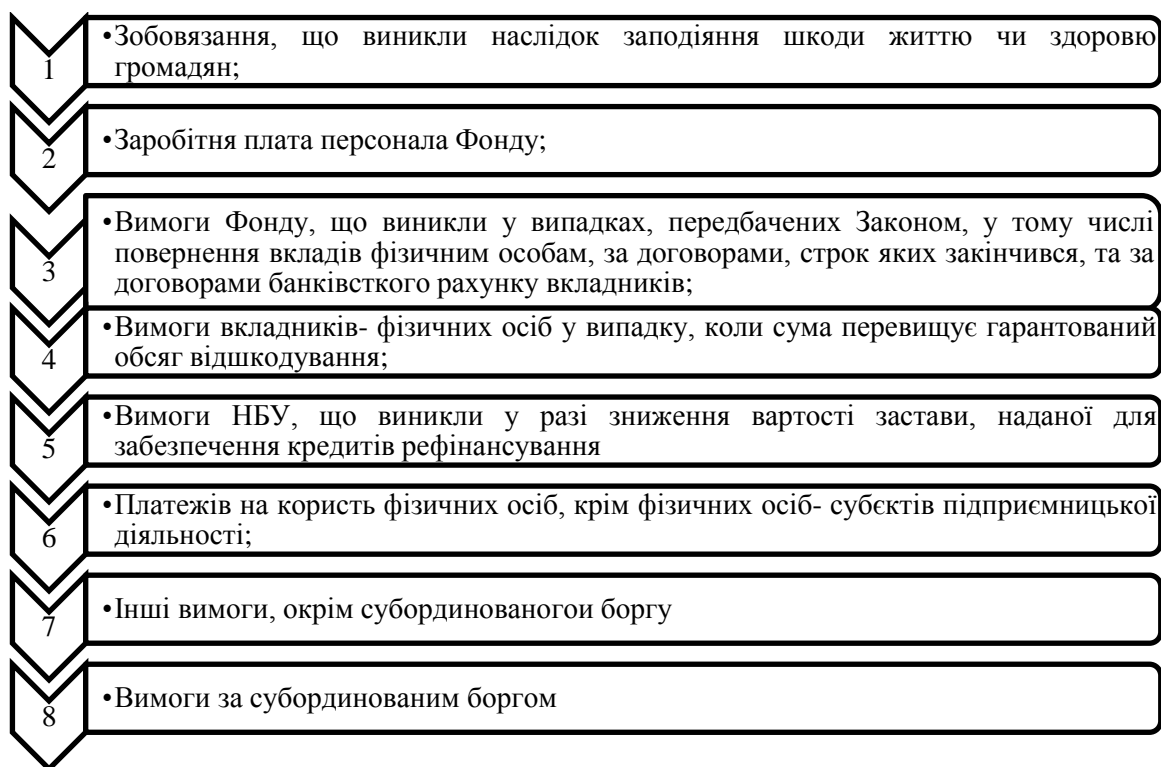 1
•Зобовязання, що виникли наслідок заподіяння шкоди життю чи здоровю
громадян;
2
•Заробітня плата персонала Фонду;
3
•Вимоги Фонду, що виникли у випадках, передбачених Законом, у тому числі
повернення вкладів фізичним особам, за договорами, строк яких закінчився, та за
договорами банківсткого рахунку вкладників;
4
•Вимоги вкладників- фізичних осіб у випадку, коли сума перевищує гарантований
обсяг відшкодування;
5
•Вимоги НБУ, що виникли у разі зниження вартості застави, наданої для
забезпечення кредитів рефінансування
6
•Платежів на користь фізичних осіб, крім фізичних осіб- субєктів підприємницької
діяльності;
7
•Інші вимоги, окрім субординованогои боргу
8
•Вимоги за субординованим боргом